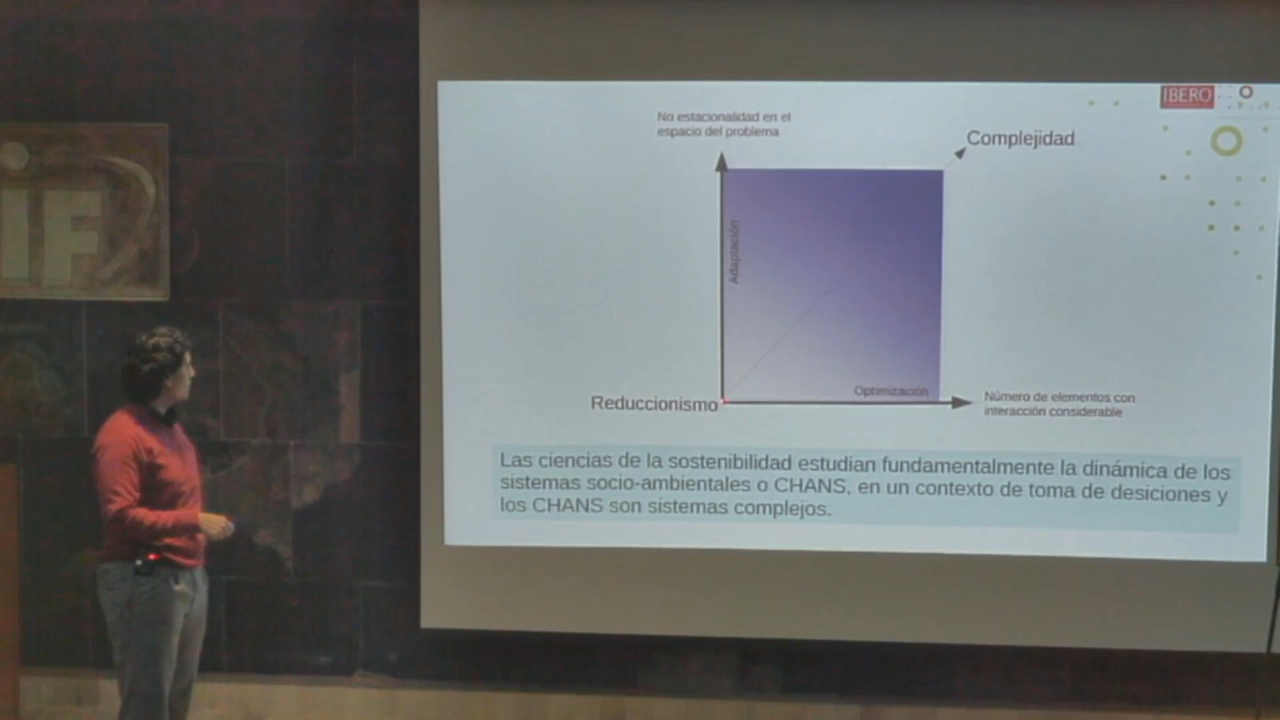 IBERO
No estacionalidad en el
espacio del problema
Complejidad
Adaptación
Optimización
Reduccionismo
Número de elementos con
interacción considerable
Las ciencias de la sostenibilidad estudian fundamentalmente la dinámica de los
sistemas socio-ambientales o CHANS, en un contexto de toma de desiciones y
los CHANS son sistemas complejos.
iF